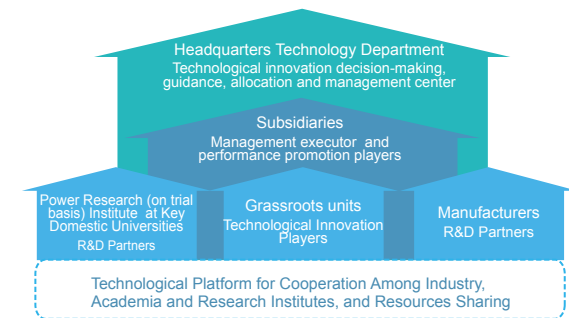 Headquarters Technology Department
Technological innovation decision-making,
guidance, allocation and management center
Subsidiaries
Management executor and
performance promotion players
Power Research (on trial
basis) Institute at Key
Domestic Universities
R&D Partners
Grassroots units
Technological Innovation
Players
Manufacturers
R&D Partners
Technological Platform for Cooperation Among Industry,
Academia and Research Institutes, and Resources Sharing